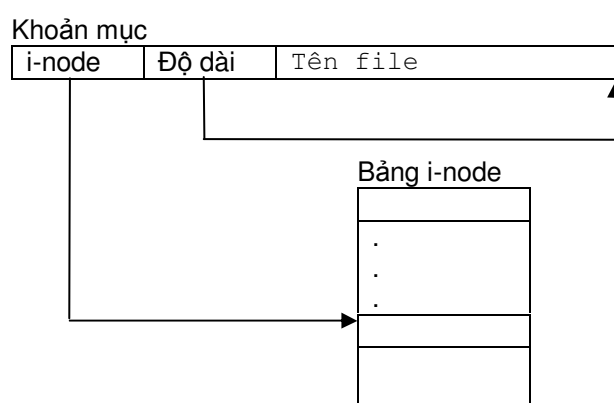 Khoản mục
i-node Độ dài Tên file
Bảng i-node
.
.
.